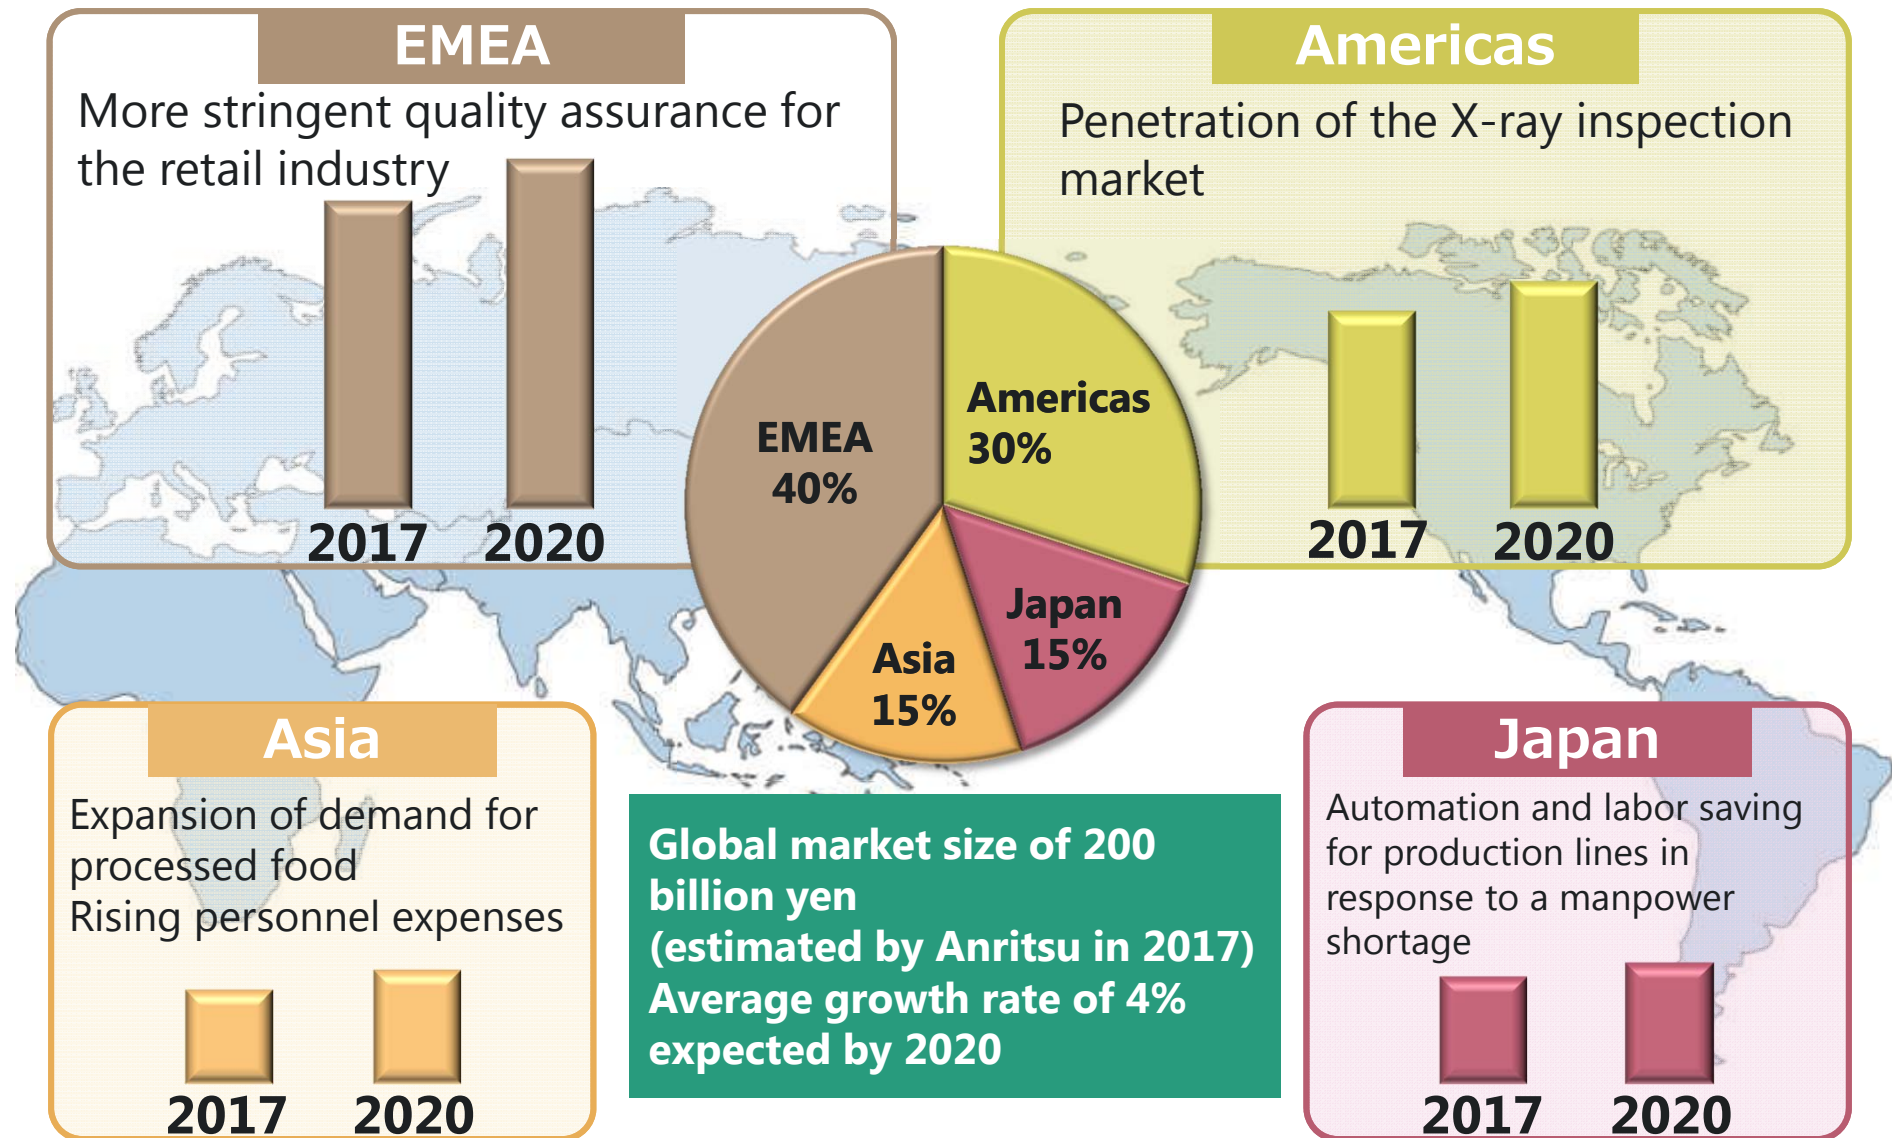 EMEA
More stringent quality assurance for
the retail industry
2017 2020
Americas
Penetration of the X-ray inspection
market
2017 2020
Americas
30%
EMEA
40%
Japan
15%
Asia
15%
Asia
Expansion of demand for
processed food
Rising personnel expenses
2017 2020
Global market size of 200
billion yen
(estimated by Anritsu in 2017)
Average growth rate of 4%
expected by 2020
Japan
Automation and labor saving
for production lines in
response to a manpower
shortage
2017 2020